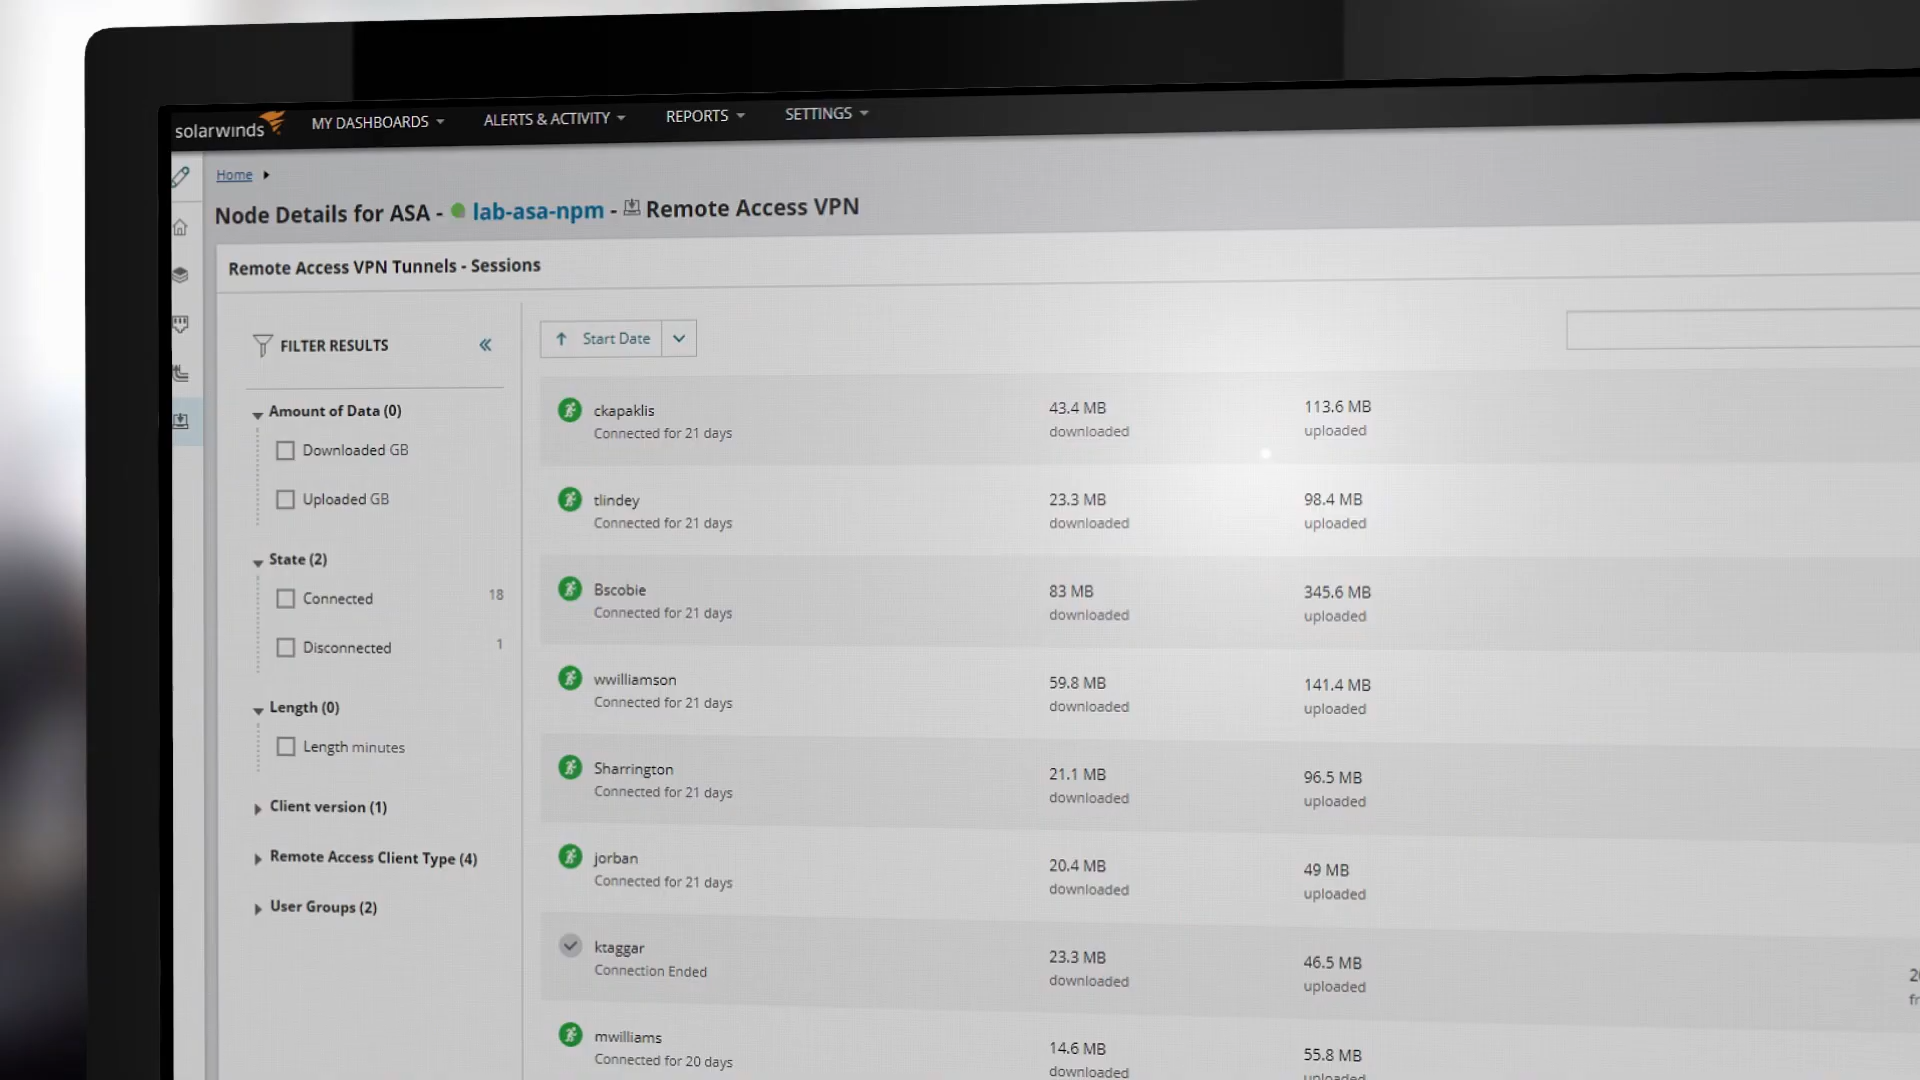 solarwinds MY DASHBOARDS ALERTS & ACTIVITY REPORTS SETTINGS
Home
Node Details for ASA - lab-asa-npm - Remote Access VPN
Remote Access VPN Tunnels - Sessions
FILTER RESULTS
Start Date
Amount of Data (0)
Downloaded GB
Uploaded GB
State (2)
Connected 18
Disconnected 1
Length (0)
Length minutes
Client version (1)
Remote Access Client Type (4)
User Groups (2)
ckapaklis 43.4 MB 113.6 MB
Connected for 21 days downloaded uploaded
tlindey 23.3 MB 98.4 MB
Connected for 21 days downloaded uploaded
Bscobie 83 MB 345.6 MB
Connected for 21 days downloaded uploaded
wwilliamson 59.8 MB 141.4 MB
Connected for 21 days downloaded uploaded
Sharrington 21.1 MB 96.5 MB
Connected for 21 days downloaded uploaded
jorban 20.4 MB 49 MB
Connected for 21 days downloaded uploaded
ktaggar 23.3 MB 46.5 MB
Connection Ended downloaded uploaded
mwilliams 14.6 MB 55.8 MB
Connected for 20 days downloaded uploaded